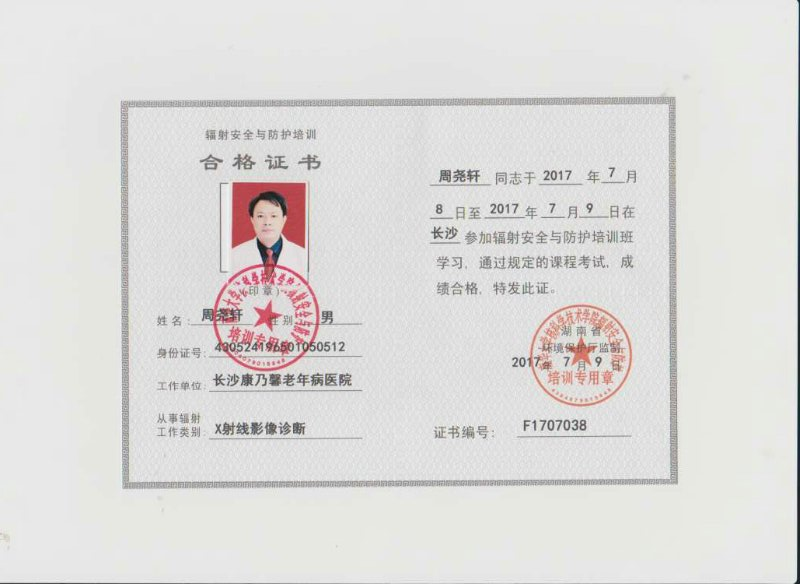 辐射安全与防护培训
合格证书
(印章)
姓名: 周尧轩 性别 男
身份证号: 430524196501050512
工作单位: 长沙康乃馨老年病医院
从事辐射
工作类别: X射线影像诊断
周尧轩 同志于 2017 年 7 月
8 日至 2017 年 7 月 9 日在
长沙 参加辐射安全与防护培训班
学习,通过规定的课程考试,成
绩合格,特发此证。
湖南省
环境保护厅监制
2017 年 7 月 9 日
培训专用章
证书编号: F1707038